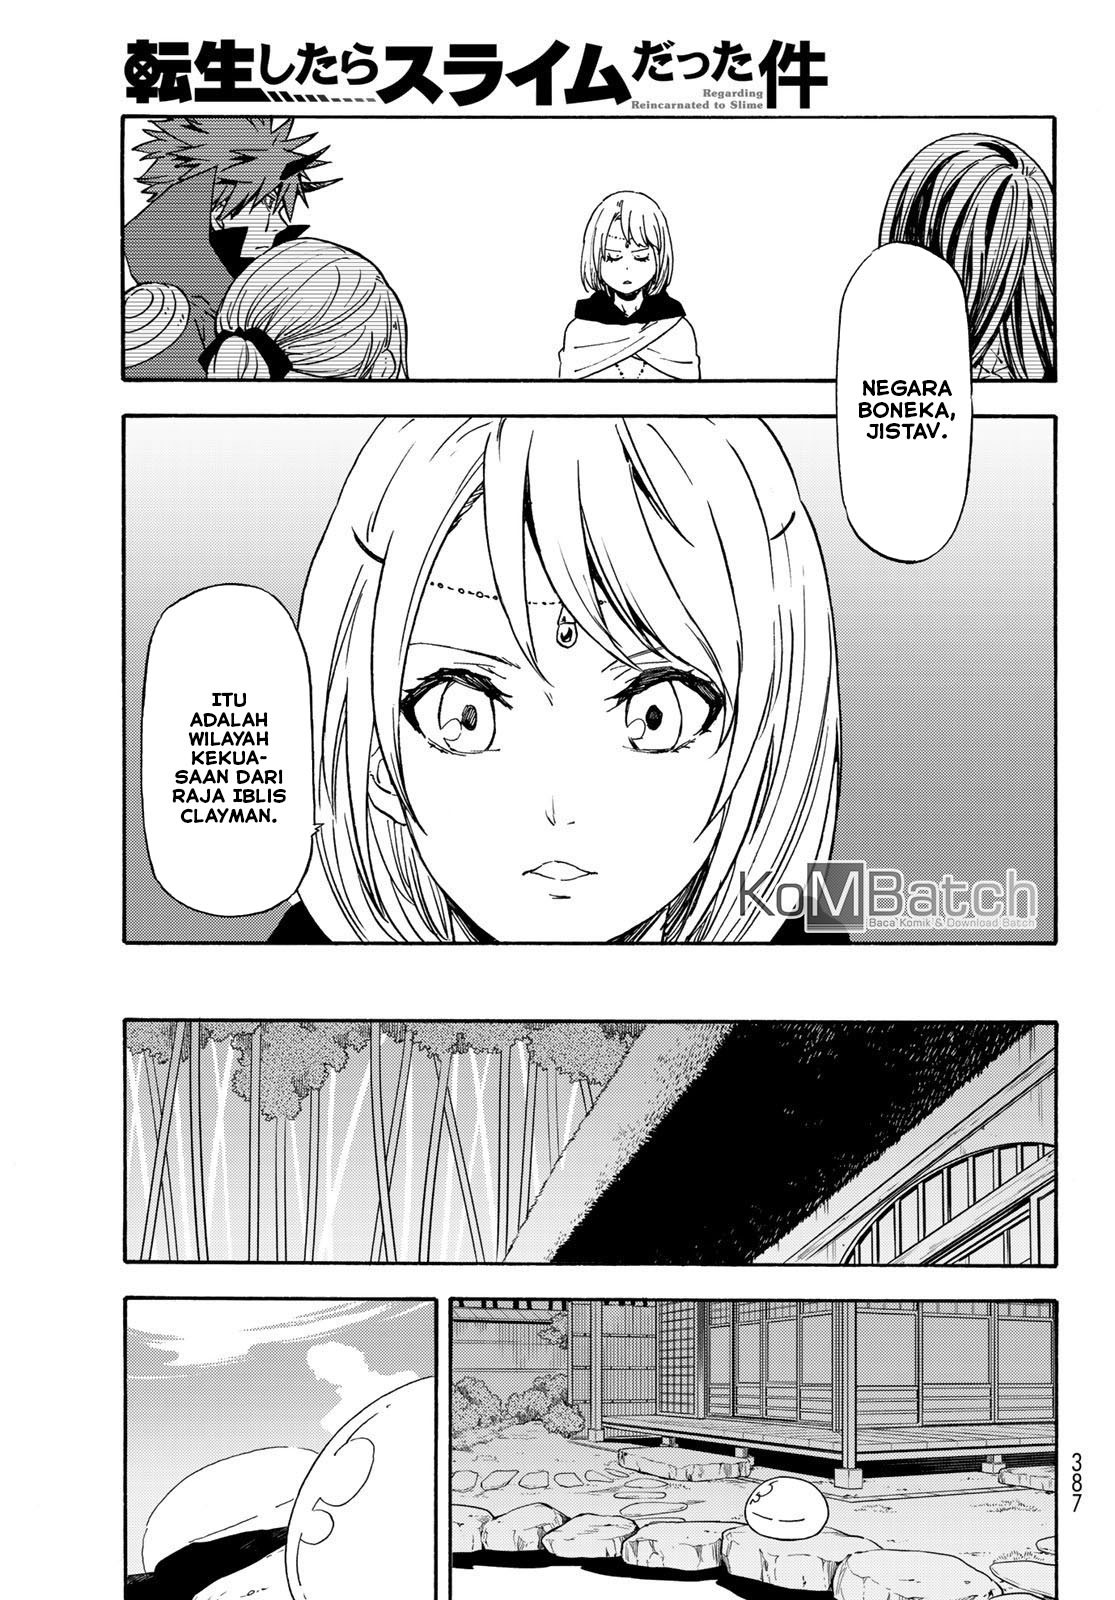 転生したらスライムだった件
Regarding
Reincarnated to Slime
NEGARA
BONEKA,
JISTAV.
ITU
ADALAH
WILAYAH
KEKUA-
SAAN DARI
RAJA IBLIS
CLAYMAN.
KoMBatch
Baca Komik & Download Batch
387